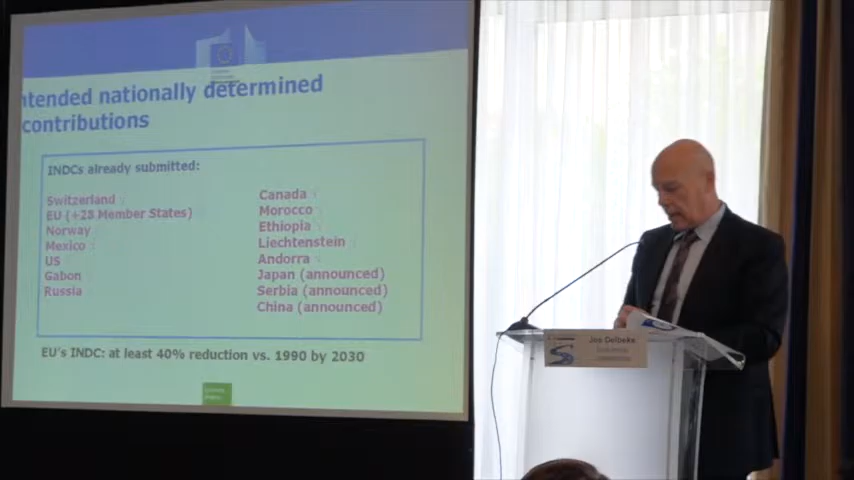 ntended nationally determined
contributions
INDCs already submitted:
Switzerland
EU (+28 Member States)
Norway
Mexico
US
Gabon
Russia
Canada
Morocco
Ethiopia
Liechtenstein
Andorra
Japan (announced)
Serbia (announced)
China (announced)
EU's INDC: at least 40% reduction vs. 1990 by 2030
Jos Delbeke